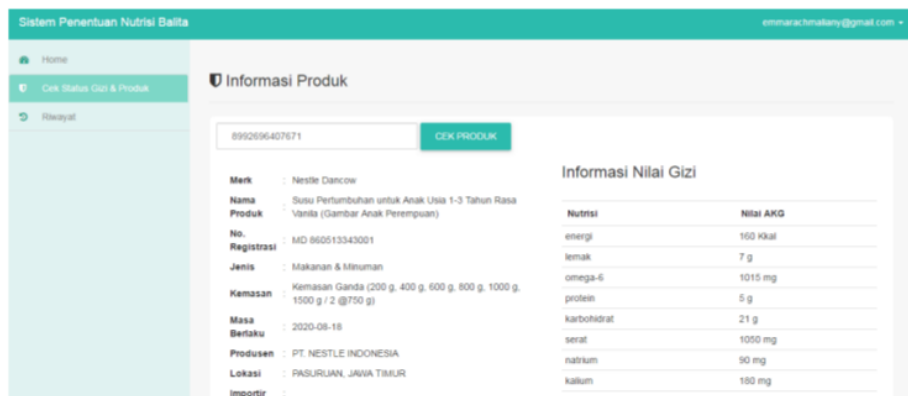 Sistem Penentuan Nutrisi Balita
emmarachmaliany@gmail.com
Home
Cek Status Gizi & Produk
Riwayat
Informasi Produk
8992696407671
CEK PRODUK
Merk : Nestle Dancow
Nama Produk : Susu Pertumbuhan untuk Anak Usia 1-3 Tahun Rasa
Vanila (Gambar Anak Perempuan)
No. Registrasi : MD 860513343001
Jenis : Makanan & Minuman
Kemasan : Kemasan Ganda (200 g, 400 g, 600 g, 800 g, 1000 g,
1500 g / 2 @750 g)
Masa Berlaku : 2020-08-18
Produsen : PT. NESTLE INDONESIA
Lokasi : PASURUAN, JAWA TIMUR
Importir :
Informasi Nilai Gizi
Nutrisi Nilai AKG
energi 160 Kkal
lemak 7 g
omega-6 1015 mg
protein 5 g
karbohidrat 21 g
serat 1050 mg
natrium 90 mg
kalium 180 mg